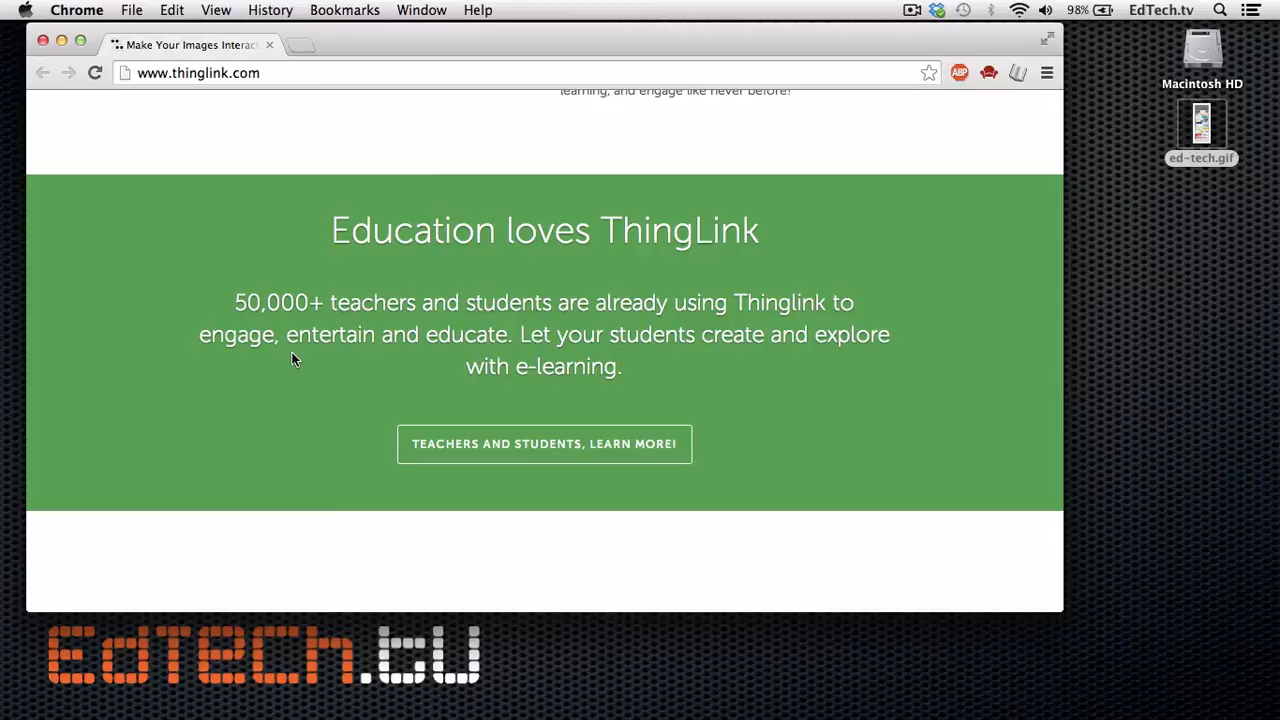 Chrome File Edit View History Bookmarks Window Help 98% EdTech.tv
Make Your Images Interact
www.thinglink.com
ABP
Macintosh HD
ed-tech.gif
learning, and engage like never before!
Education loves ThingLink
50,000+ teachers and students are already using Thinglink to
engage, entertain and educate. Let your students create and explore
with e-learning.
TEACHERS AND STUDENTS, LEARN MORE!
EdTech.tv